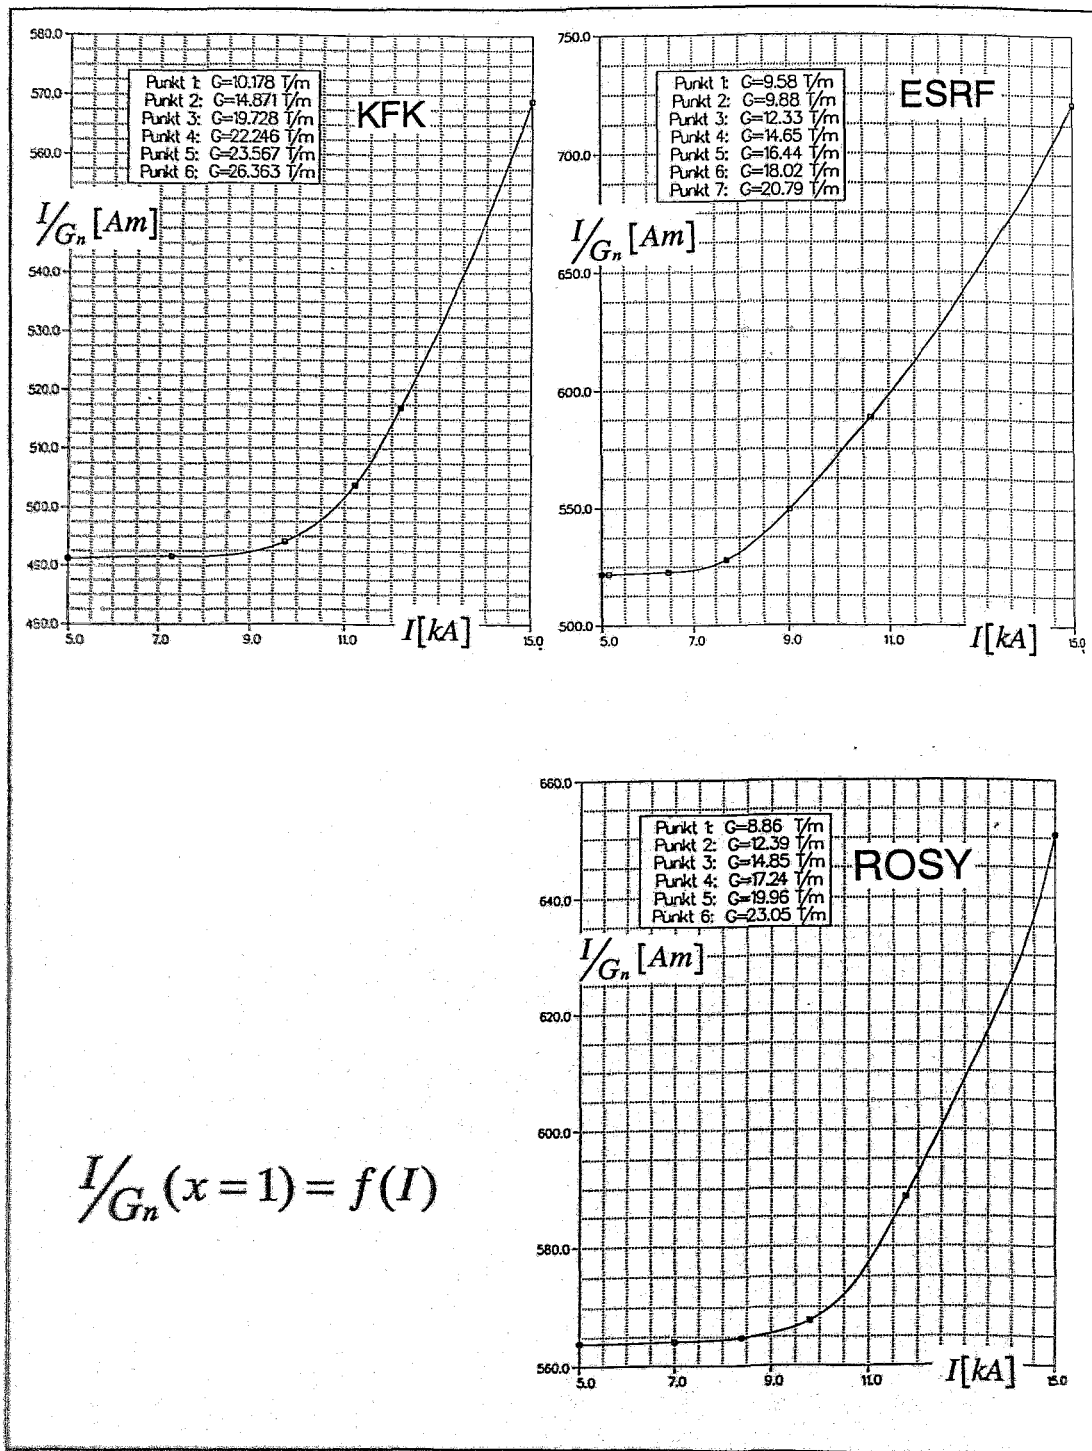 580.0
570.0
560.0
Punkt 1: G=10.178 T/m
Punkt 2: G=14.871 T/m
Punkt 3: G=19.728 T/m
Punkt 4: G=22.246 T/m
Punkt 5: G=23.567 T/m
Punkt 6: G=26.363 T/m
KFK
I/Gn [Am]
540.0
530.0
520.0
510.0
500.0
490.0
480.0
5.0 7.0 9.0 11.0 I[kA] 15.0
750.0
700.0
Punkt 1: G=9.58 T/m
Punkt 2: G=9.88 T/m
Punkt 3: G=12.33 T/m
Punkt 4: G=14.65 T/m
Punkt 5: G=16.44 T/m
Punkt 6: G=18.02 T/m
Punkt 7: G=20.79 T/m
ESRF
I/Gn [Am]
650.0
600.0
550.0
500.0
5.0 7.0 9.0 11.0 I[kA] 15.0
660.0
640.0
Punkt 1: G=8.86 T/m
Punkt 2: G=12.39 T/m
Punkt 3: G=14.85 T/m
Punkt 4: G=17.24 T/m
Punkt 5: G=19.96 T/m
Punkt 6: G=23.05 T/m
ROSY
I/Gn [Am]
620.0
600.0
580.0
560.0
5.0 7.0 9.0 11.0 I[kA] 15.0
I/Gn (x = 1) = f(I)